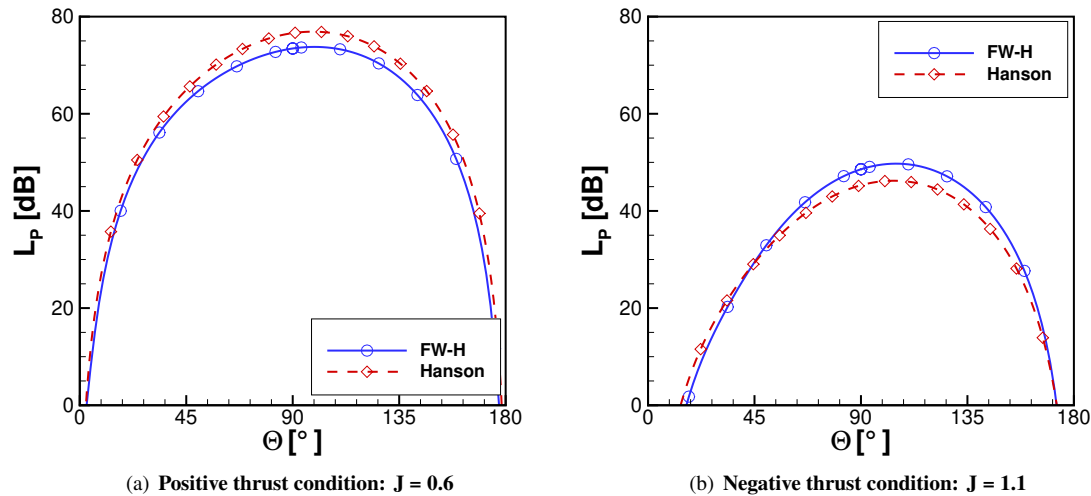 80
60
40
20
0
L_P [dB]
0 45 90 135 180
Θ [°]
FW-H
Hanson
(a) Positive thrust condition: J = 0.6
80
60
40
20
0
L_P [dB]
0 45 90 135 180
Θ [°]
FW-H
Hanson
(b) Negative thrust condition: J = 1.1